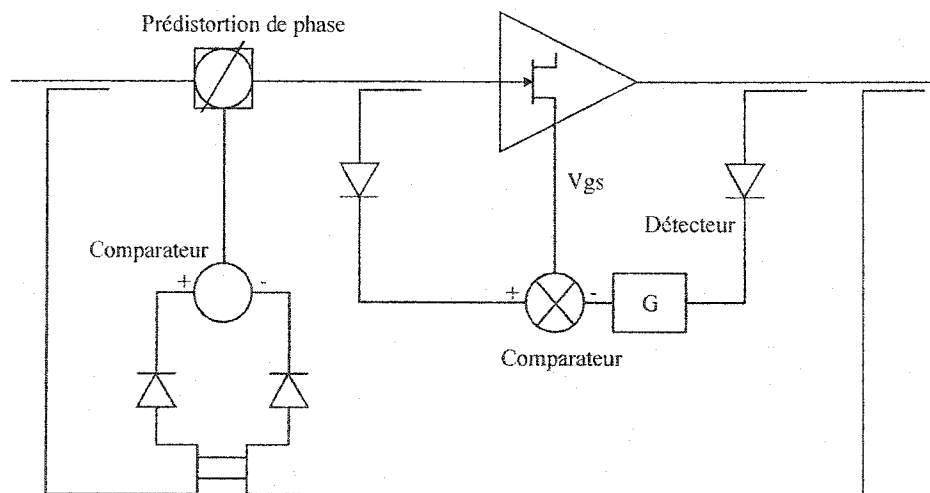 Prédistortion de phase
Vgs
Détecteur
Comparateur
+
-
+
-
G
Comparateur